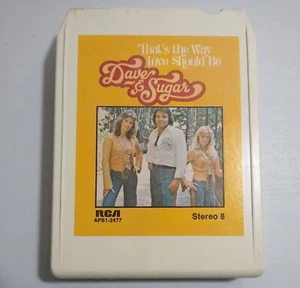 That's the Way
Love Should Be
Dave
& Sugar
RCA
APS1-2477
Stereo 8